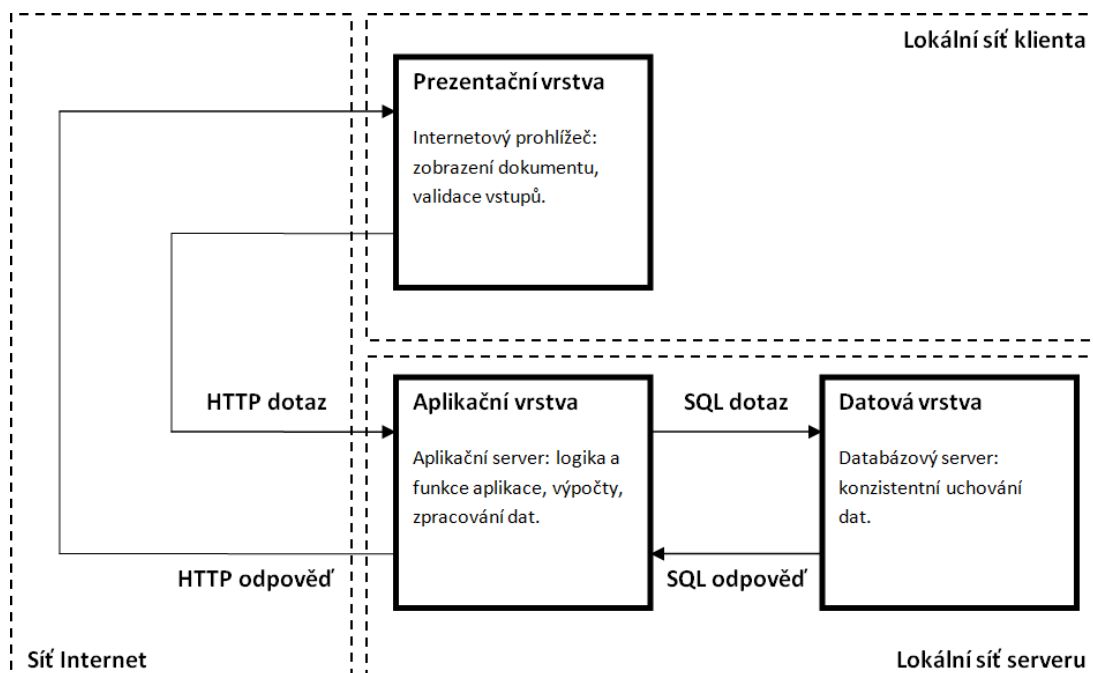 Lokální síť klienta
Prezentační vrstva
Internetový prohlížeč:
zobrazení dokumentu,
validace vstupů.
HTTP dotaz
Aplikační vrstva
Aplikační server: logika a
funkce aplikace, výpočty,
zpracování dat.
SQL dotaz
Datová vrstva
Databázový server:
konzistentní uchování
dat.
HTTP odpověď
SQL odpověď
Síť Internet
Lokální síť serveru